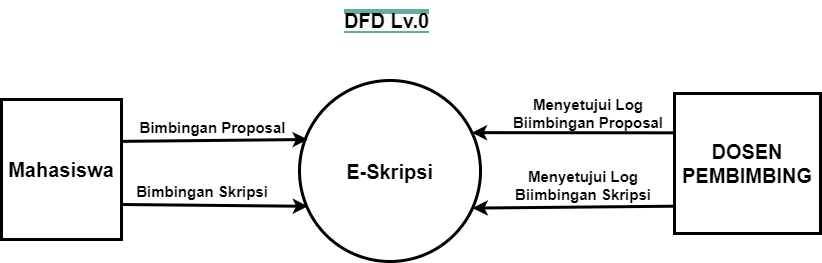 DFD Lv.0
Mahasiswa
Bimbingan Proposal
Bimbingan Skripsi
E-Skripsi
Menyetujui Log
Biimbingan Proposal
Menyetujui Log
Biimbingan Skripsi
DOSEN
PEMBIMBING